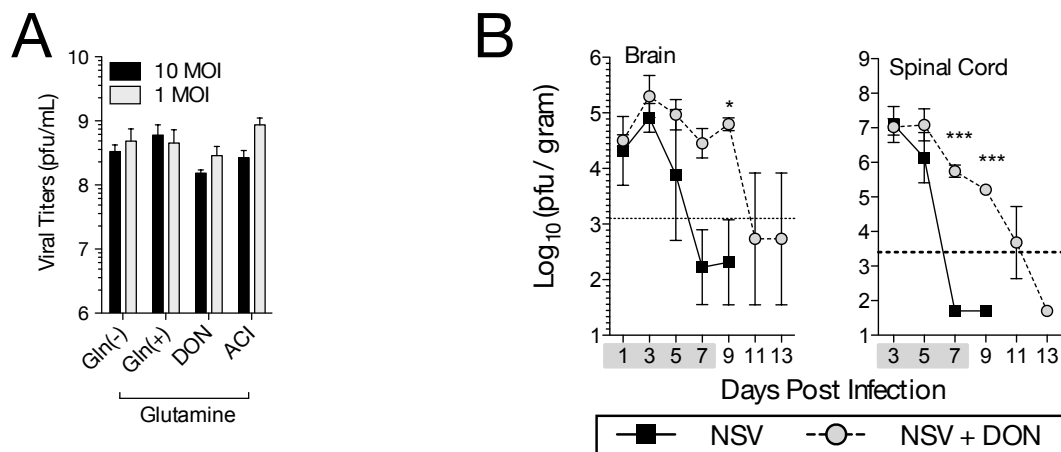 A
10 MOI
1 MOI
Viral Titers (pfu/mL)
10
9
8
7
6
Gln(-)
Gln(+)
DON
ACI
Glutamine
B
Brain
Log10 (pfu / gram)
6
5
4
3
2
1
*
1 3 5 7 9 11 13
Spinal Cord
9
8
7
6
5
4
3
2
1
***
***
3 5 7 9 11 13
Days Post Infection
NSV
NSV + DON